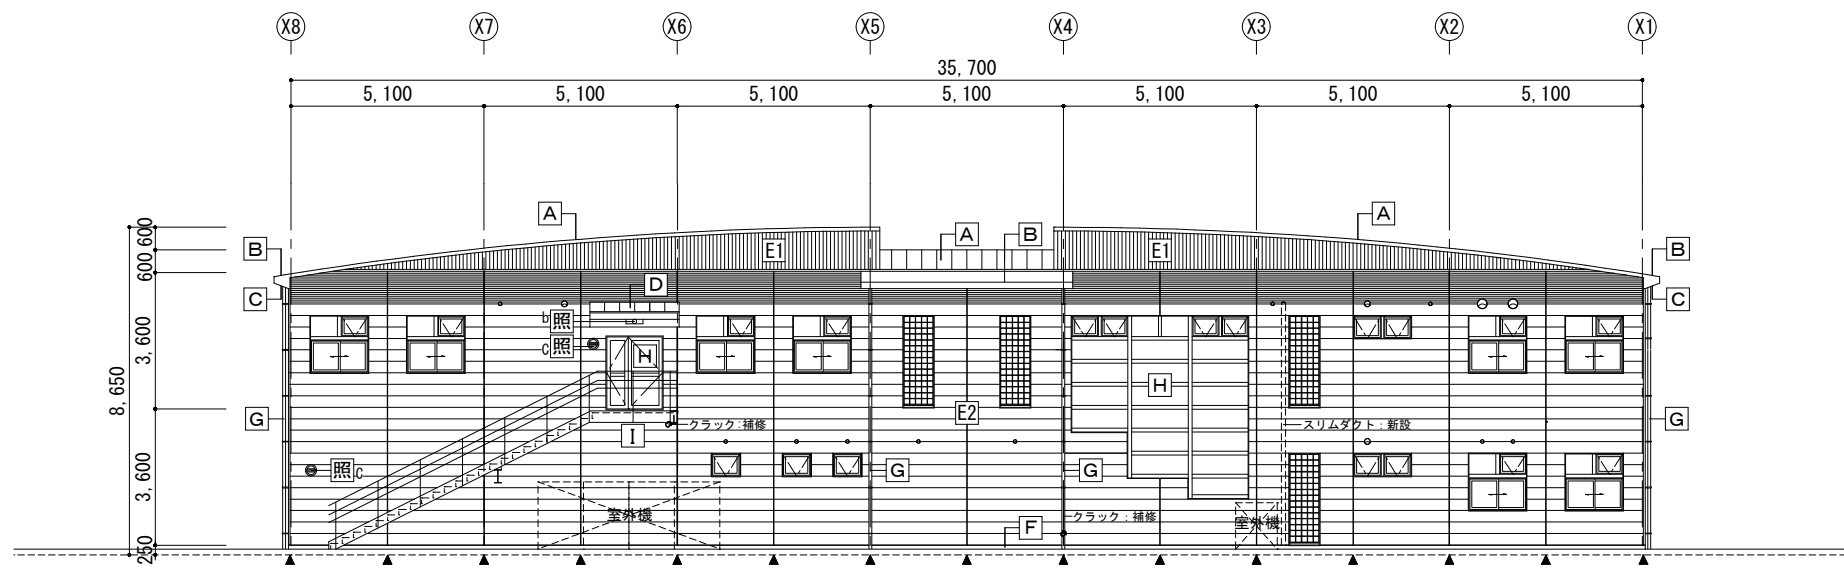 X8 X7 X6 X5 X4 X3 X2 X1
35,700
5,100 5,100 5,100 5,100 5,100 5,100 5,100
A A
600
B E1 A B E1 B
600
C D C
b 照
c 照 H
3,600
8,650
H
G E2 G
I クラック:補修 スリムダクト:新設
照 c I G G
3,600
室外機 クラック:補修 室外機
F
250